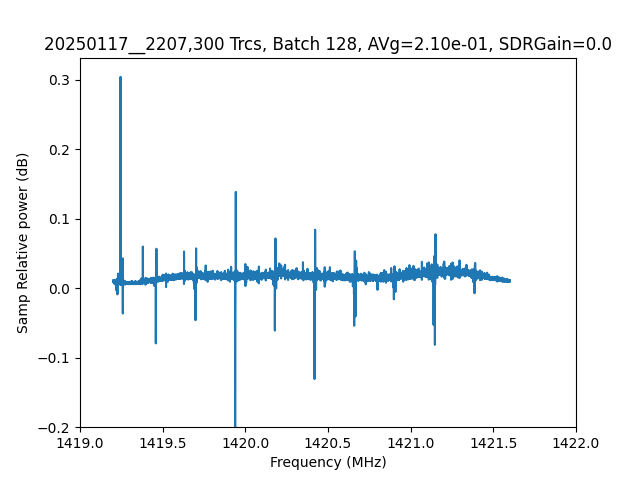 20250117__2207,300 Trcs, Batch 128, AVg=2.10e-01, SDRGain=0.0
0.3
0.2
0.1
0.0
−0.1
−0.2
Samp Relative power (dB)
1419.0 1419.5 1420.0 1420.5 1421.0 1421.5 1422.0
Frequency (MHz)